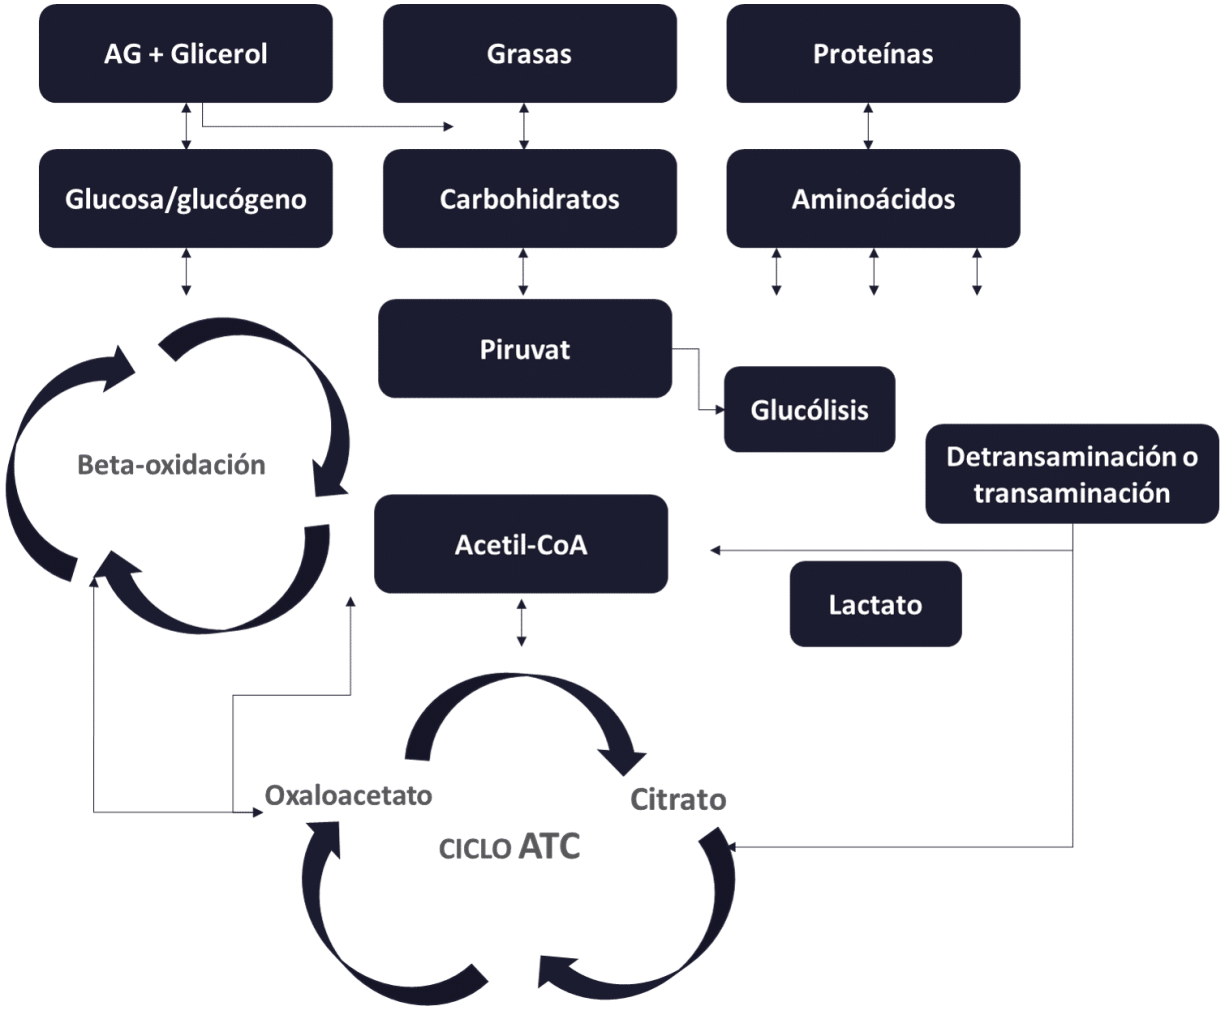 AG + Glicerol
Grasas
Proteínas
Glucosa/glucógeno
Carbohidratos
Aminoácidos
Piruvat
Glucólisis
Beta-oxidación
Detransaminación o
transaminación
Acetil-CoA
Lactato
Oxaloacetato
Citrato
CICLO ATC